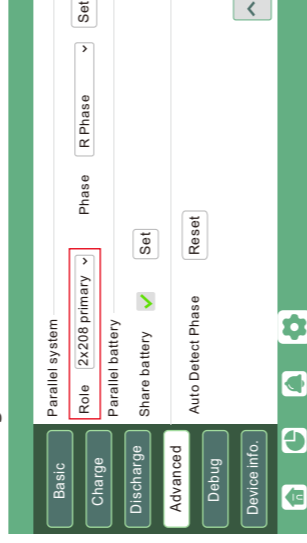 Basic
Charge
Discharge
Advanced
Debug
Device info.
Parallel system
Role 2x208 primary Phase R Phase Set
Parallel battery
Share battery Set
Auto Detect Phase Reset